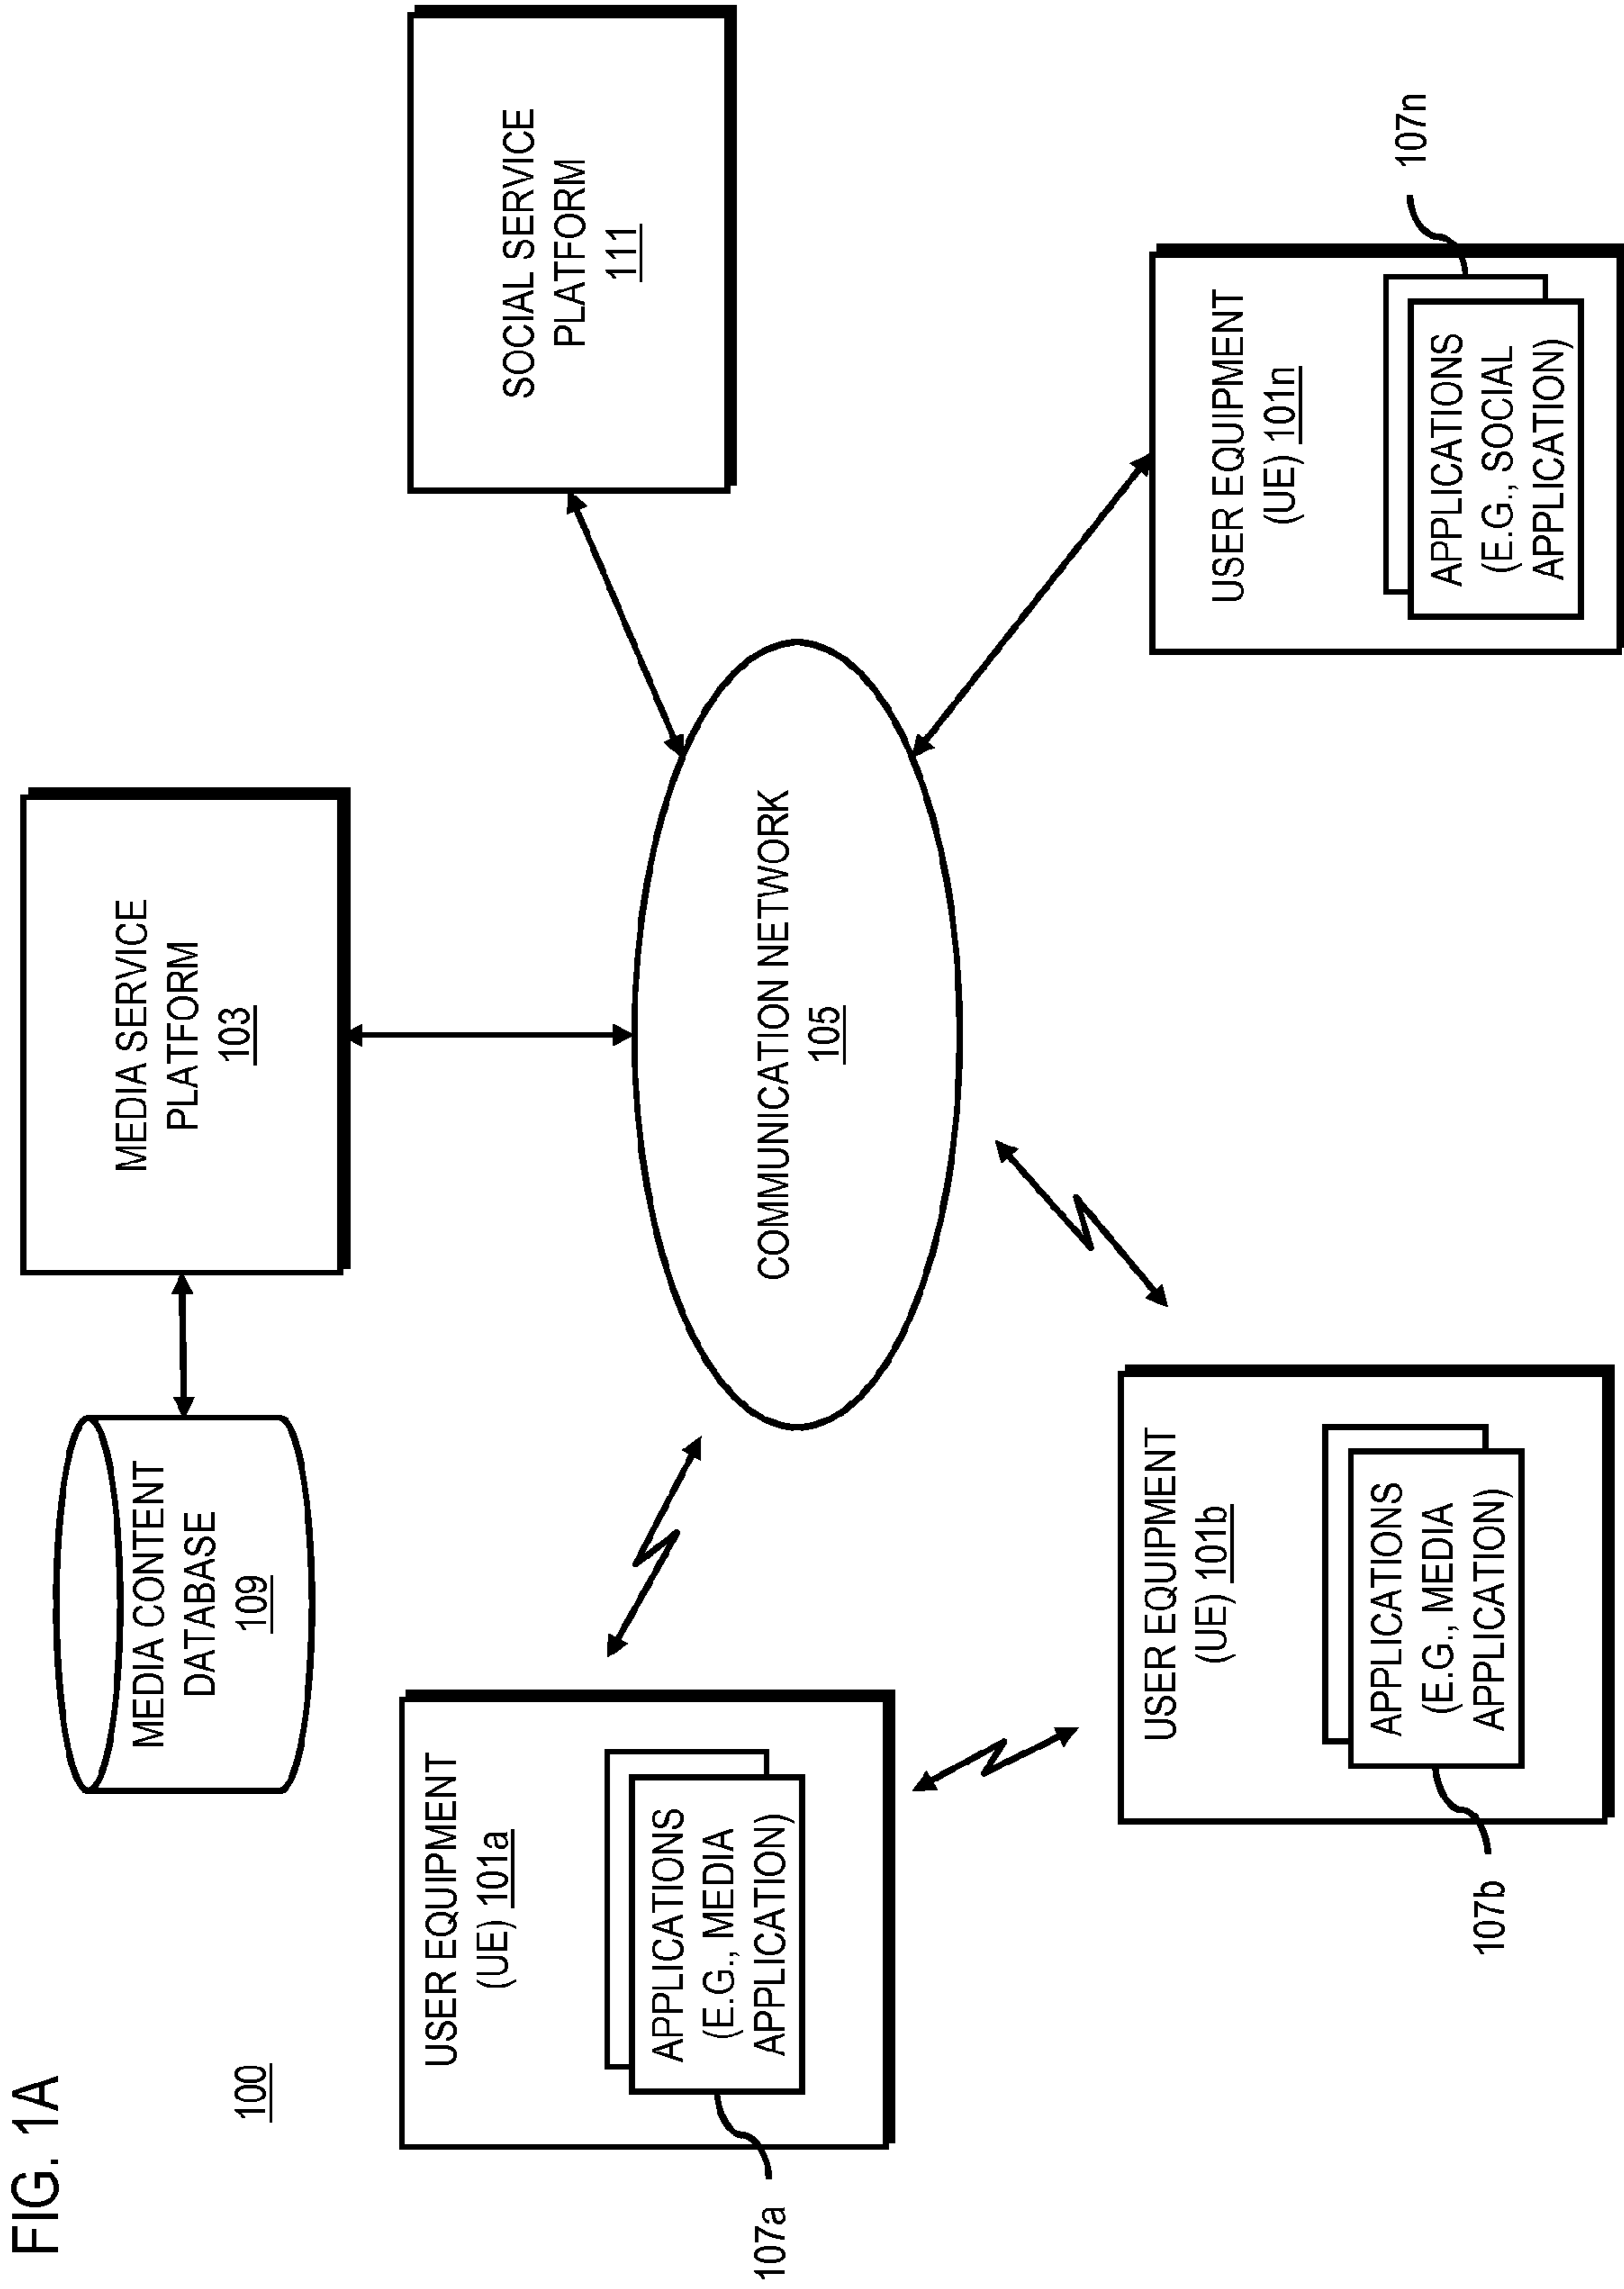 FIG. 1A
100
MEDIA CONTENT
DATABASE
109
MEDIA SERVICE
PLATFORM
103
USER EQUIPMENT
(UE) 101a
APPLICATIONS
(E.G., MEDIA
APPLICATION)
107a
COMMUNICATION NETWORK
105
SOCIAL SERVICE
PLATFORM
111
USER EQUIPMENT
(UE) 101b
APPLICATIONS
(E.G., MEDIA
APPLICATION)
107b
USER EQUIPMENT
(UE) 101n
APPLICATIONS
(E.G., SOCIAL
APPLICATION)
107n